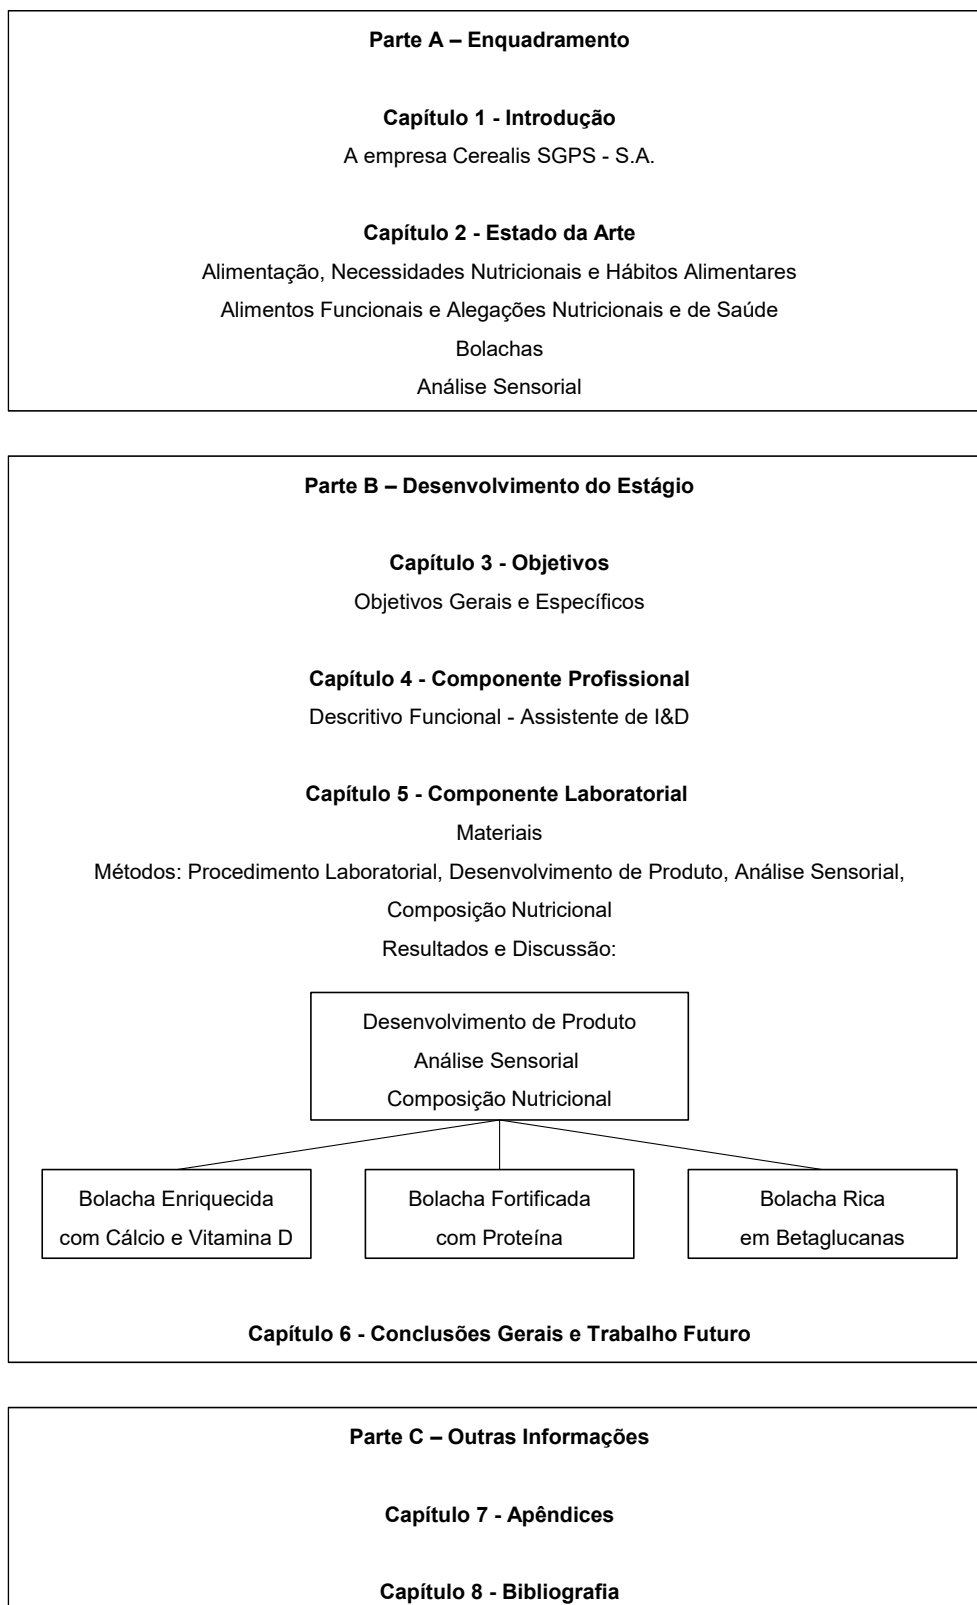 Parte A – Enquadramento
Capítulo 1 - Introdução
A empresa Cerealis SGPS - S.A.
Capítulo 2 - Estado da Arte
Alimentação, Necessidades Nutricionais e Hábitos Alimentares
Alimentos Funcionais e Alegações Nutricionais e de Saúde
Bolachas
Análise Sensorial
Parte B – Desenvolvimento do Estágio
Capítulo 3 - Objetivos
Objetivos Gerais e Específicos
Capítulo 4 - Componente Profissional
Descritivo Funcional - Assistente de I&D
Capítulo 5 - Componente Laboratorial
Materiais
Métodos: Procedimento Laboratorial, Desenvolvimento de Produto, Análise Sensorial,
Composição Nutricional
Resultados e Discussão:
Desenvolvimento de Produto
Análise Sensorial
Composição Nutricional
Bolacha Enriquecida
com Cálcio e Vitamina D
Bolacha Fortificada
com Proteína
Bolacha Rica
em Betaglucanas
Capítulo 6 - Conclusões Gerais e Trabalho Futuro
Parte C – Outras Informações
Capítulo 7 - Apêndices
Capítulo 8 - Bibliografia